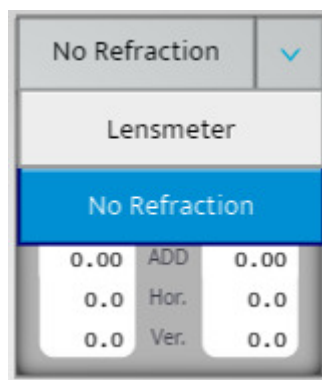 No Refraction
Lensmeter
No Refraction
0.00 ADD 0.00
0.0 Hor. 0.0
0.0 Ver. 0.0